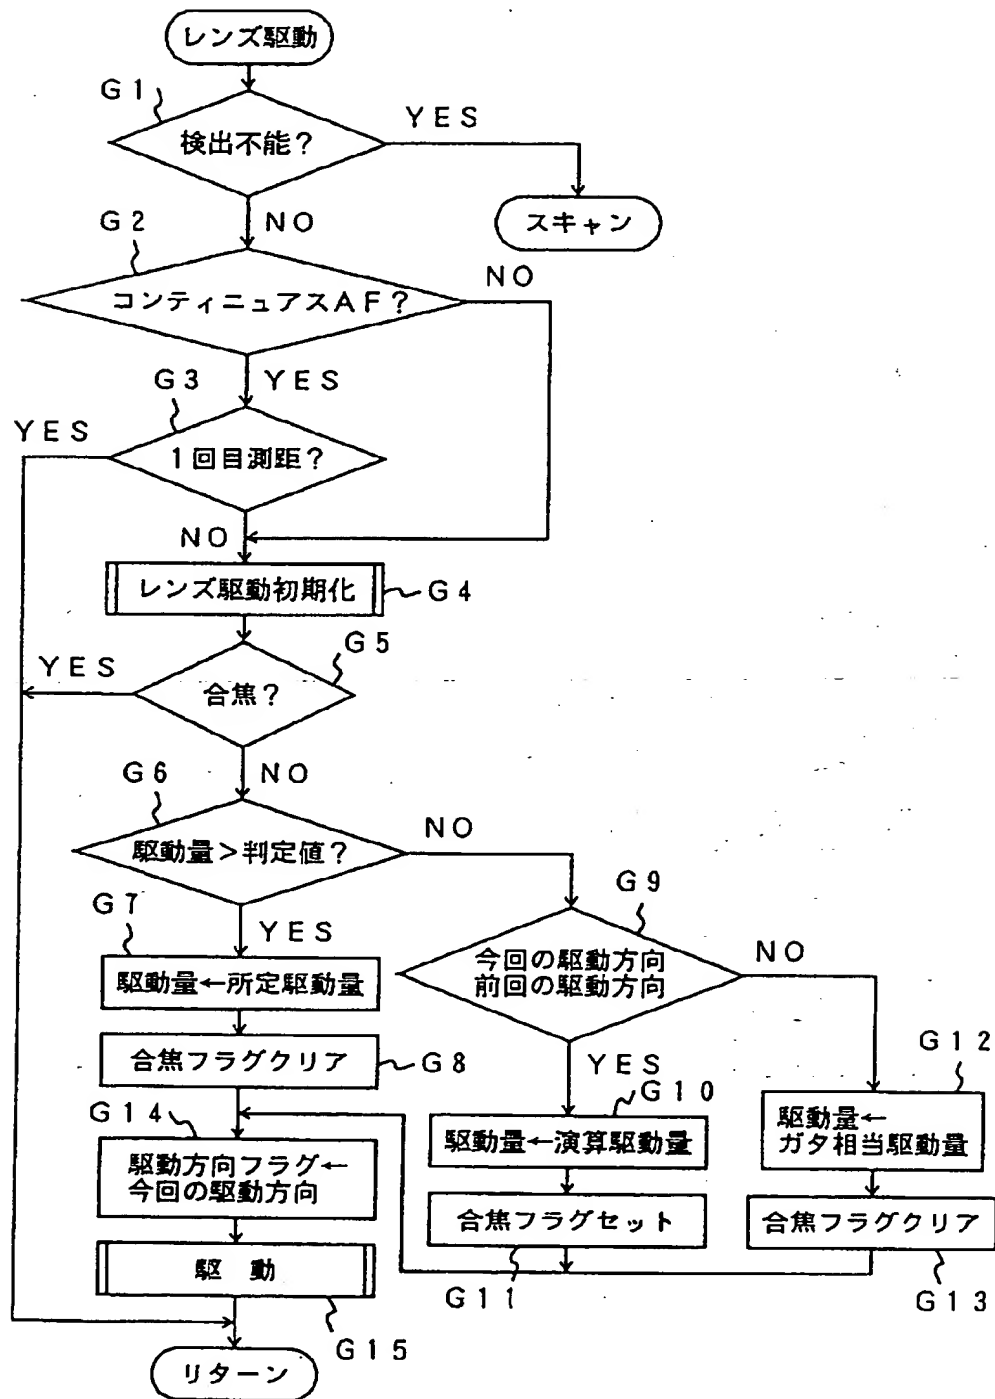 レンズ駆動
G1
検出不能?
YES
スキャン
NO
G2
コンティニュアスAF?
NO
YES
G3
YES
1回目測距?
NO
レンズ駆動初期化
G4
G5
YES
合焦?
NO
G6
駆動量>判定値?
NO
G7
YES
駆動量←所定駆動量
合焦フラグクリア
G8
G9
今回の駆動方向
前回の駆動方向
NO
YES
G10
駆動量←演算駆動量
合焦フラグセット
G11
G12
駆動量←
ガタ相当駆動量
合焦フラグクリア
G13
G14
駆動方向フラグ←
今回の駆動方向
駆 動
G15
リターン